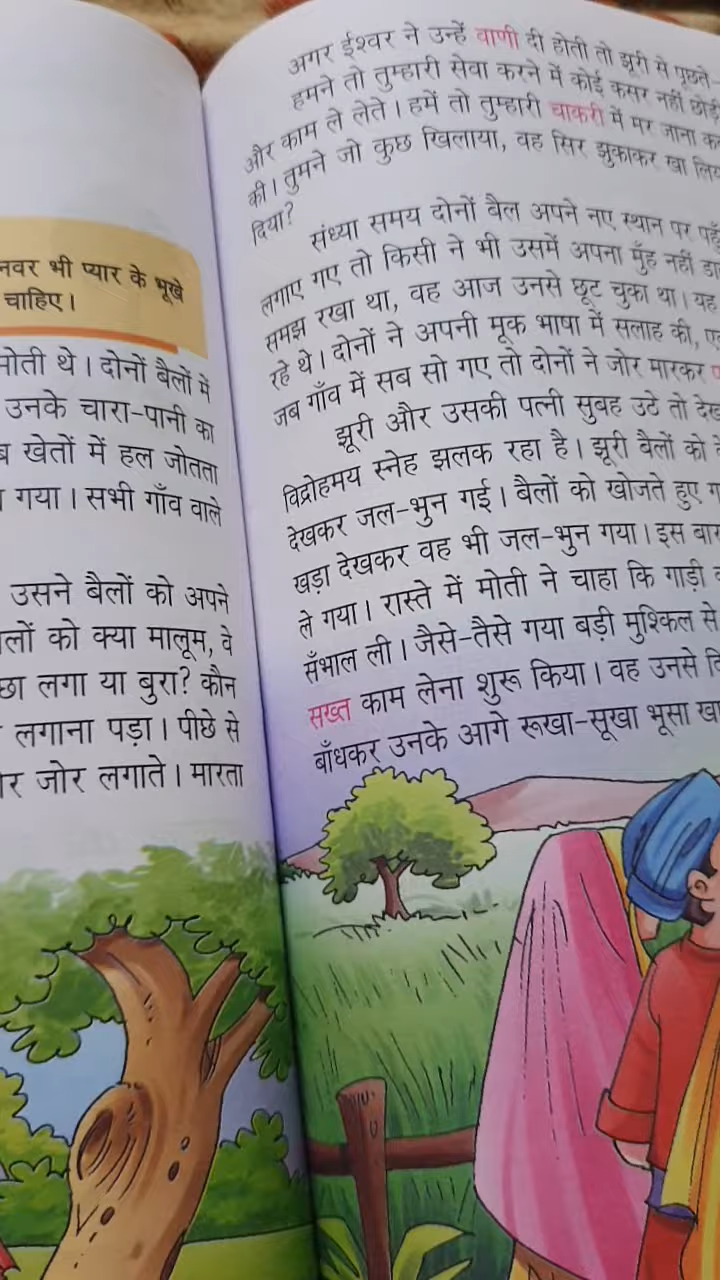 भी प्यार के भूखे
चाहिए।
मोती थे। दोनों बैलों में
उनके चारा-पानी का
खेतों में हल जोतता
गया। सभी गाँव वाले
उसने बैलों को अपने
को क्या मालूम, वे
लगा या बुरा? कौन
लगाना पड़ा। पीछे से
जोर लगाते। मारता
अगर ईश्वर ने उन्हें वाणी दी होती तो झूरी से पूछते-
हमने तो तुम्हारी सेवा करने में कोई कसर नहीं
और काम ले लेते। हमें तो तुम्हारी चाकरी में मर जाना
की। तुमने जो कुछ खिलाया, वह सिर झुकाकर खा
दिया?
संध्या समय दोनों बैल अपने नए स्थान पर
लगाए गए तो किसी ने भी उसमें अपना मुँह नहीं
समझ रखा था, वह आज उनसे छूट चुका था। यह
रहे थे। दोनों ने अपनी मूक भाषा में सलाह की,
जब गाँव में सब सो गए तो दोनों ने जोर मारकर
झूरी और उसकी पत्नी सुबह उठे तो
विद्रोहमय स्नेह झलक रहा है। झूरी बैलों को
देखकर जल-भुन गई। बैलों को खोजते हुए
खड़ा देखकर वह भी जल-भुन गया। इस बार
ले गया। रास्ते में मोती ने चाहा कि गाड़ी
सँभाल ली। जैसे-तैसे गया बड़ी मुश्किल से
सख्त काम लेना शुरू किया। वह उनसे
बाँधकर उनके आगे रूखा-सूखा भूसा